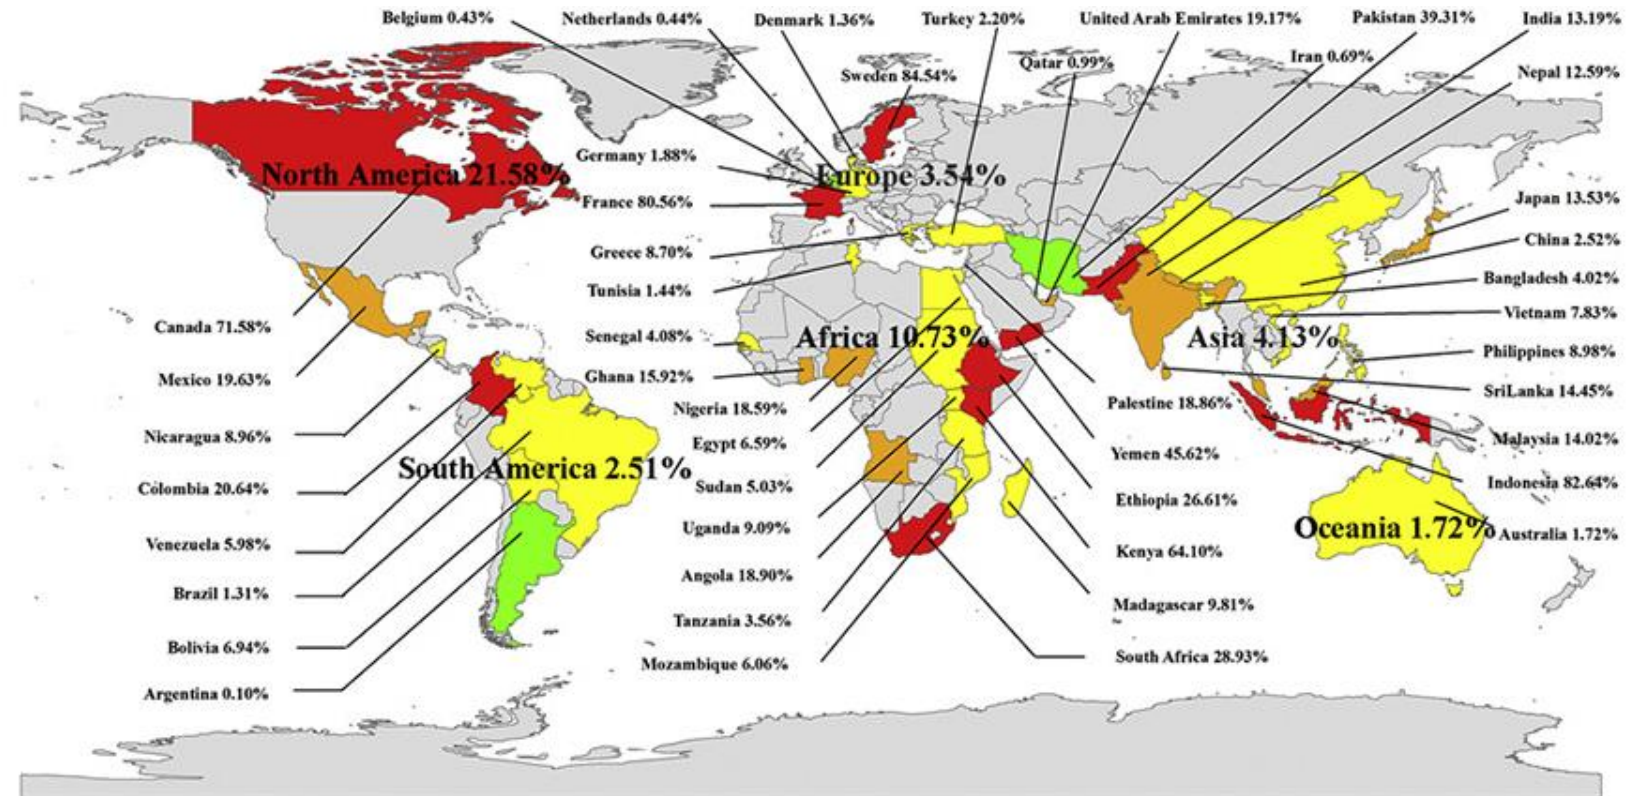 Belgium 0.43%
Netherlands 0.44%
Denmark 1.36%
Turkey 2.20%
United Arab Emirates 19.17%
Pakistan 39.31%
India 13.19%
Iran 0.69%
Qatar 0.99%
Sweden 84.54%
Nepal 12.59%
Germany 1.88%
North America 21.58%
Europe 3.54%
France 80.56%
Japan 13.53%
China 2.52%
Greece 8.70%
Bangladesh 4.02%
Tunisia 1.44%
Vietnam 7.83%
Canada 71.58%
Senegal 4.08%
Africa 10.73%
Asia 4.13%
Philippines 8.98%
Mexico 19.63%
Ghana 15.92%
SriLanka 14.45%
Nigeria 18.59%
Palestine 18.86%
Nicaragua 8.96%
Egypt 6.59%
Malaysia 14.02%
Yemen 45.62%
South America 2.51%
Colombia 20.64%
Sudan 5.03%
Indonesia 82.64%
Ethiopia 26.61%
Uganda 9.09%
Oceania 1.72%
Australia 1.72%
Venezuela 5.98%
Kenya 64.10%
Angola 18.90%
Brazil 1.31%
Madagascar 9.81%
Tanzania 3.56%
Bolivia 6.94%
Mozambique 6.06%
South Africa 28.93%
Argentina 0.10%